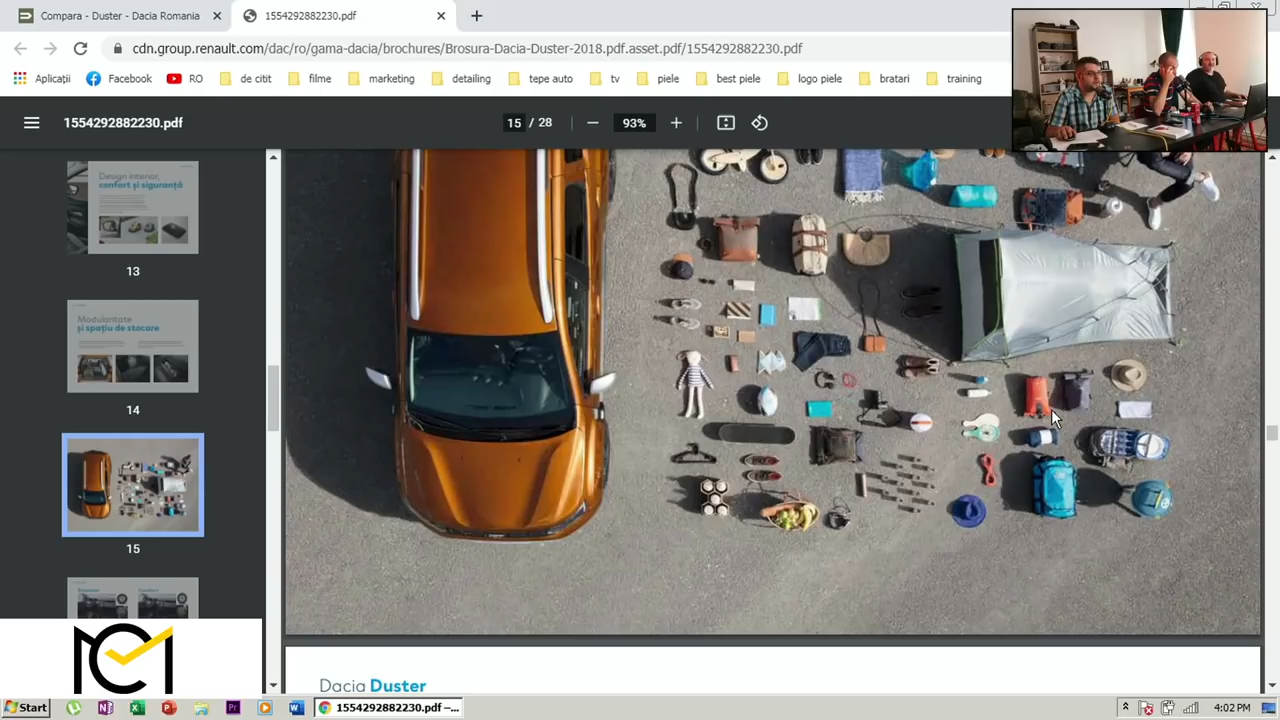 Compara - Duster - Dacia Romania
1554292882230.pdf
cdn.group.renault.com/dac/ro/gama-dacia/brochures/Brosura-Dacia-Duster-2018.pdf.asset.pdf/1554292882230.pdf
Aplicații
Facebook
RO
de citit
filme
marketing
detailing
tepe auto
tv
piele
best piele
logo piele
bratari
training
1554292882230.pdf
15 / 28
93%
Design interior,
confort și siguranță
13
Modularitate
și spațiu de stocare
14
15
Dacia Duster
Start
1554292882230.pdf –...
4:02 PM